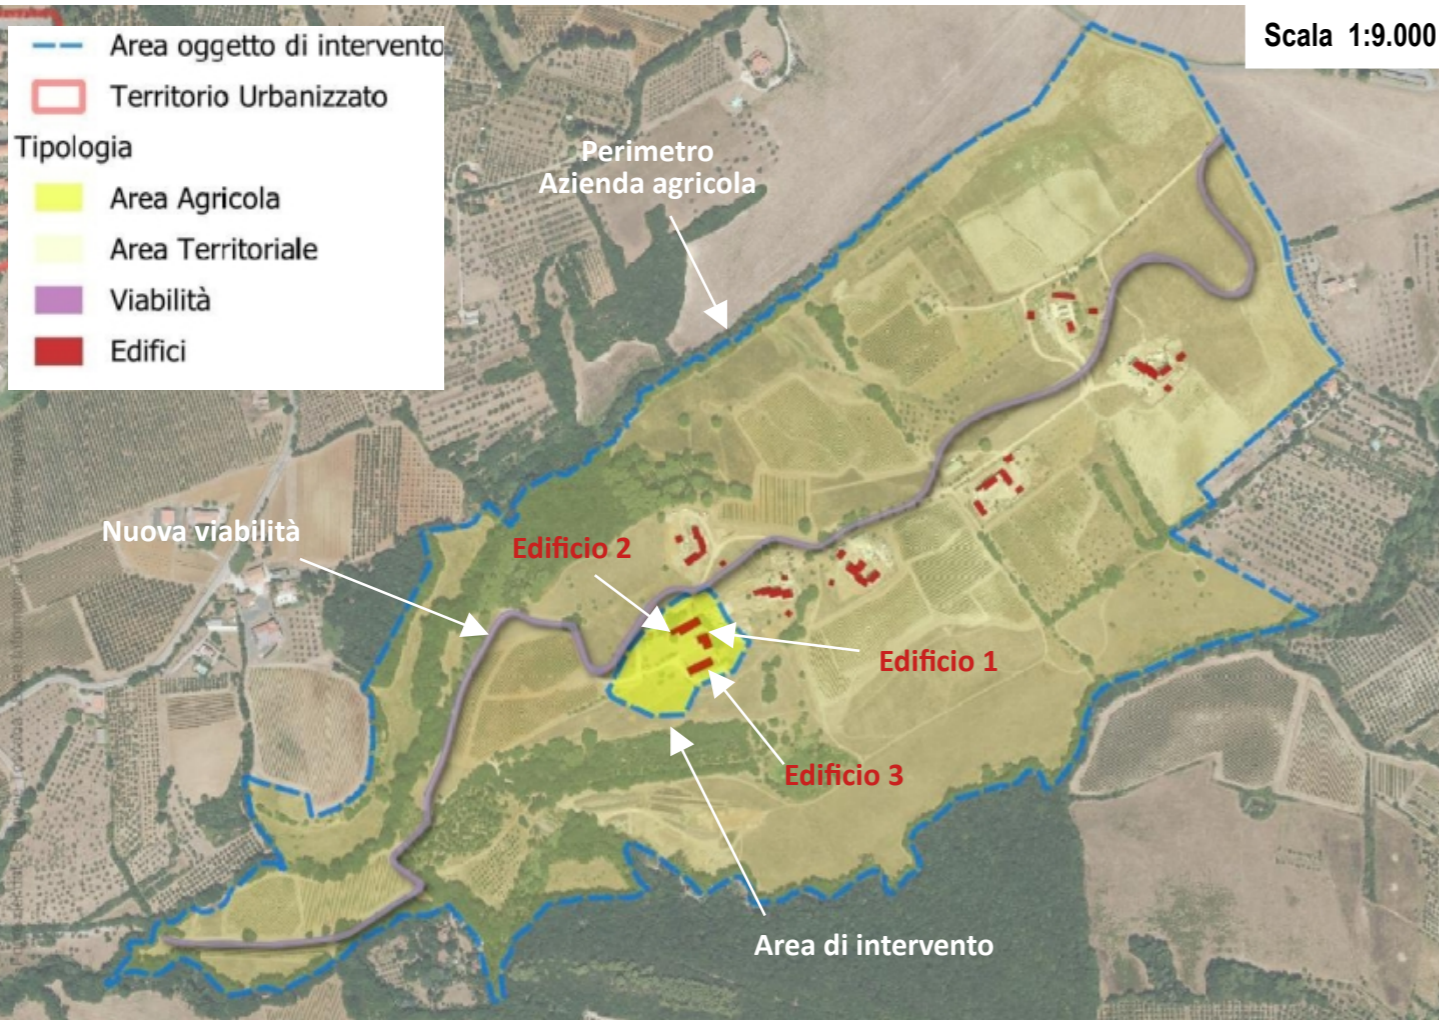 Area oggetto di intervento
Territorio Urbanizzato
Tipologia
Area Agricola
Area Territoriale
Viabilità
Edifici
Scala 1:9.000
Perimetro
Azienda agricola
Nuova viabilità
Edificio 2
Edificio 1
Edificio 3
Area di intervento